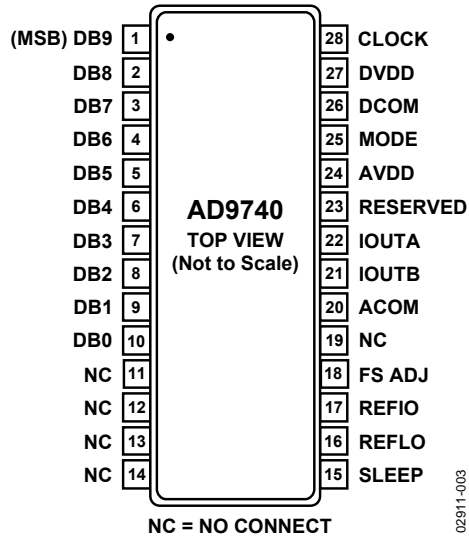 (MSB) DB9 1 28 CLOCK
DB8 2 27 DVDD
DB7 3 26 DCOM
DB6 4 25 MODE
DB5 5 24 AVDD
DB4 6 23 RESERVED
DB3 7 22 IOUTA
DB2 8 21 IOUTB
DB1 9 20 ACOM
DB0 10 19 NC
NC 11 18 FS ADJ
NC 12 17 REFIO
NC 13 16 REFLO
NC 14 15 SLEEP
AD9740
TOP VIEW
(Not to Scale)
NC = NO CONNECT
02911-003